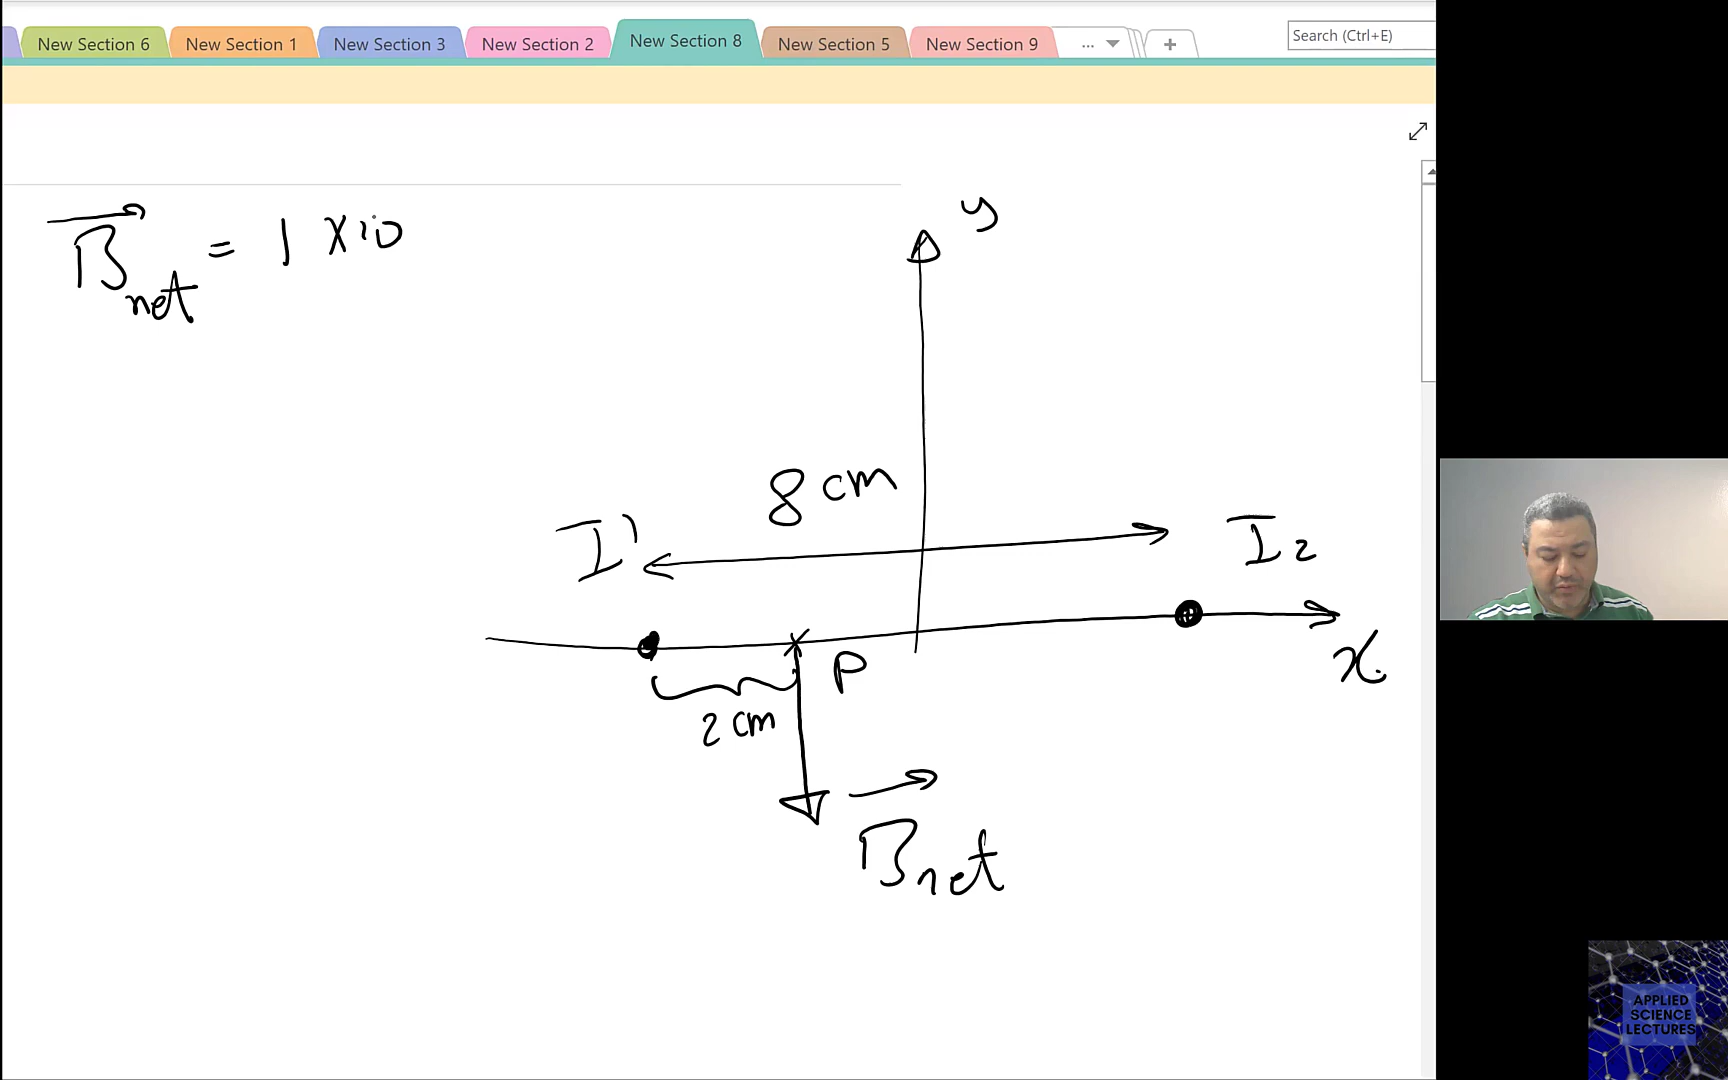 New Section 6
New Section 1
New Section 3
New Section 2
New Section 8
New Section 5
New Section 9
...
+
Search (Ctrl+E)
B net = 1 x10
y
8 cm
I1
I2
P
x
2 cm
B net
APPLIED
SCIENCE
LECTURES